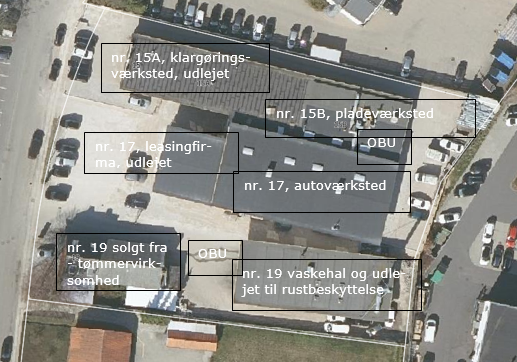 nr. 15A, klargørings-
værksted, udlejet
nr. 15B, pladeværksted
OBU
nr. 17, leasingfir-
ma, udlejet
nr. 17, autoværksted
nr. 19 solgt fra
- tømmervirk-
somhed
OBU
nr. 19 vaskehal og udle-
jet til rustbeskyttelse